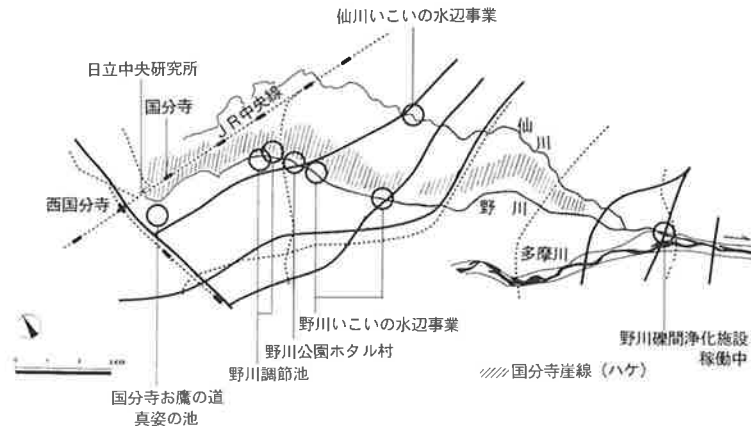 仙川いこいの水辺事業
日立中央研究所
国分寺
JR中央線
仙川
西国分寺
野川
多摩川
野川いこいの水辺事業
野川公園ホタル村
野川調節池
野川礫間浄化施設
稼働中
国分寺崖線（ハケ）
国分寺お鷹の道
真姿の池